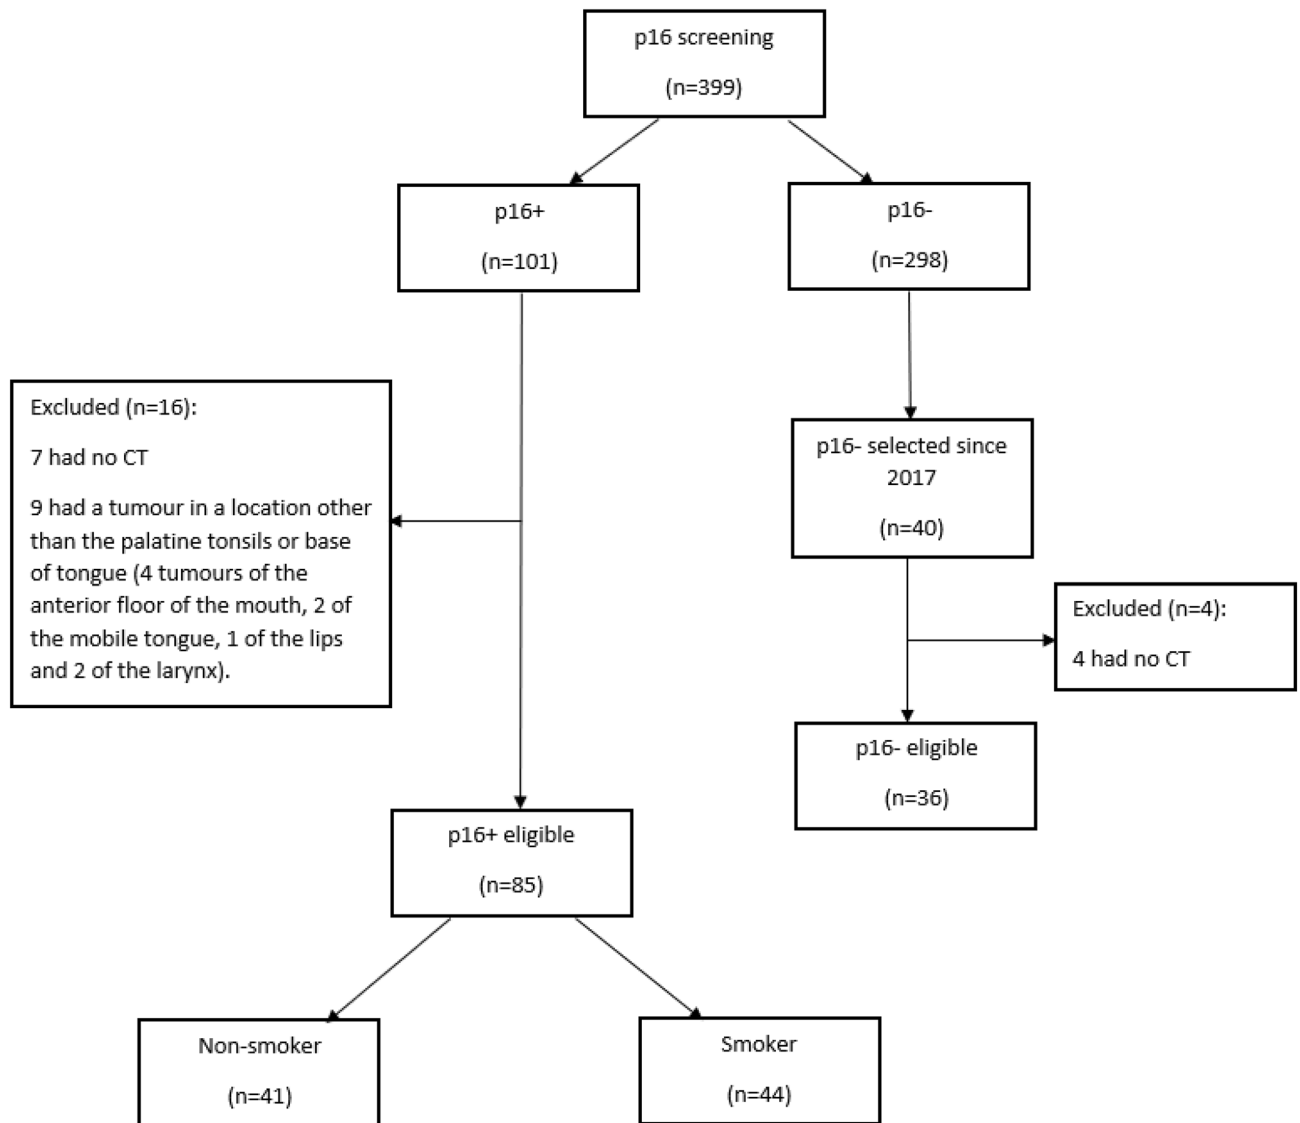 p16 screening
(n=399)
p16+
(n=101)
p16-
(n=298)
Excluded (n=16):
7 had no CT
9 had a tumour in a location other
than the palatine tonsils or base
of tongue (4 tumours of the
anterior floor of the mouth, 2 of
the mobile tongue, 1 of the lips
and 2 of the larynx).
p16- selected since
2017
(n=40)
Excluded (n=4):
4 had no CT
p16- eligible
(n=36)
p16+ eligible
(n=85)
Non-smoker
(n=41)
Smoker
(n=44)